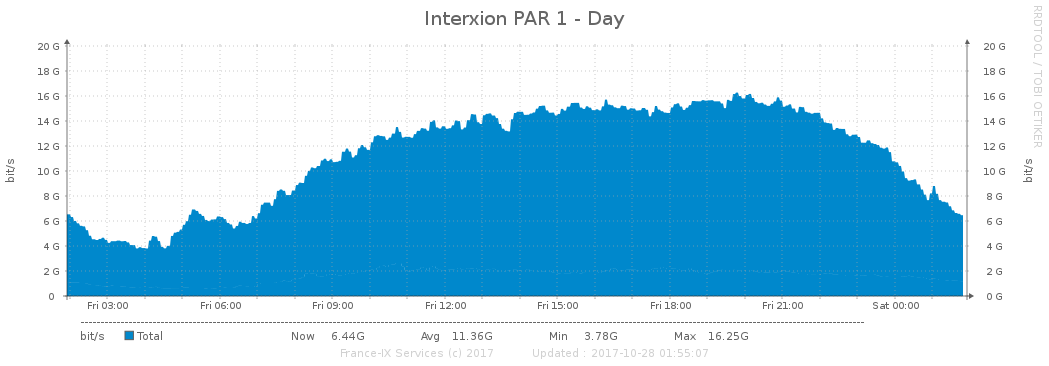 Interxion PAR 1 - Day
RRDTOOL / TOBI OETIKER
bit/s
20 G 20 G
18 G 18 G
16 G 16 G
14 G 14 G
12 G 12 G
10 G 10 G
8 G 8 G
6 G 6 G
4 G 4 G
2 G 2 G
0 0 G
bit/s
Fri 03:00 Fri 06:00 Fri 09:00 Fri 12:00 Fri 15:00 Fri 18:00 Fri 21:00 Sat 00:00
bit/s Total Now 6.44G Avg 11.36G Min 3.78G Max 16.25G
France-IX Services (c) 2017 Updated : 2017-10-28 01:55:07